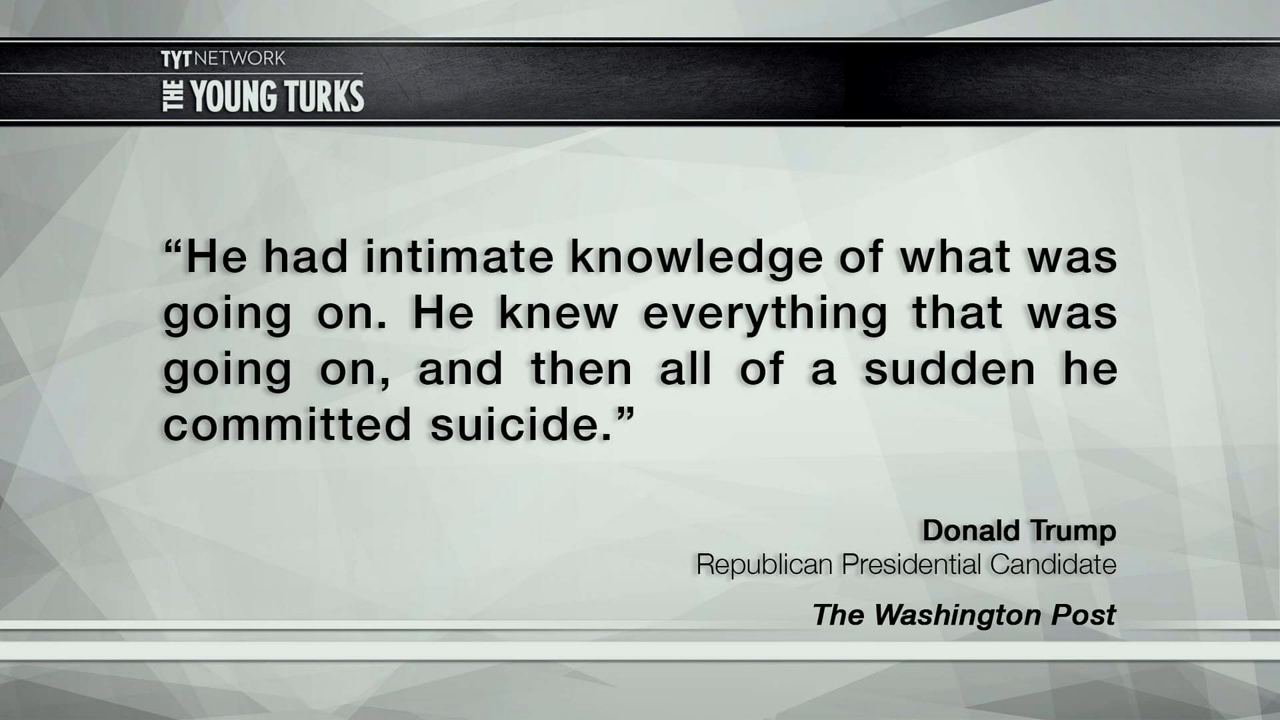 TYT NETWORK
THE YOUNG TURKS
“He had intimate knowledge of what was
going on. He knew everything that was
going on, and then all of a sudden he
committed suicide.”
Donald Trump
Republican Presidential Candidate
The Washington Post